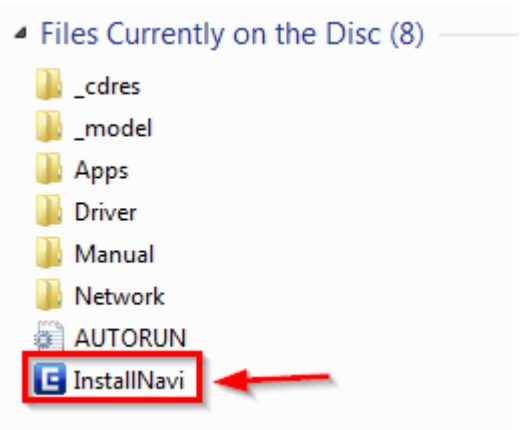 Files Currently on the Disc (8)
_cdres
_model
Apps
Driver
Manual
Network
AUTORUN
InstallNavi